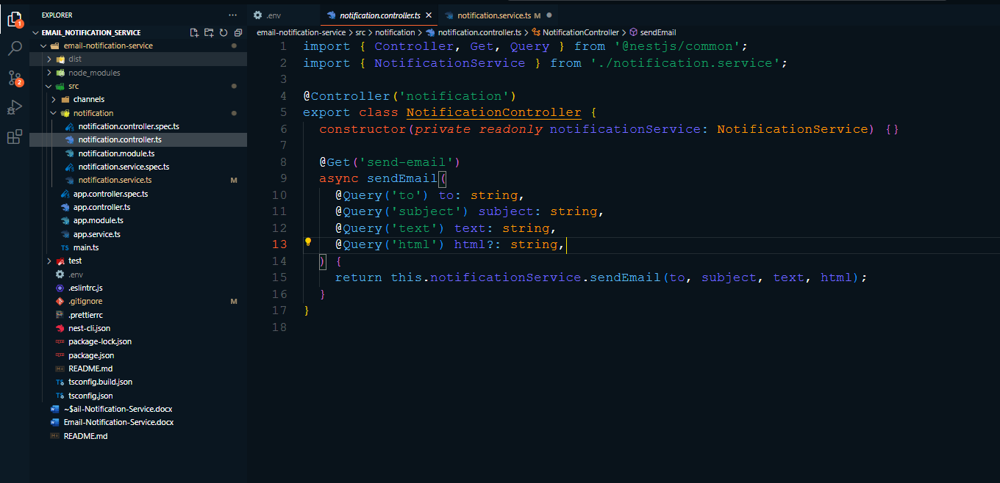 EXPLORER
.env
notification.controller.ts
notification.service.ts M
EMAIL_NOTIFICATION_SERVICE
email-notification-service > src > notification > notification.controller.ts > NotificationController > sendEmail
1
2
email-notification-service
dist
node_modules
src
channels
notification
notification.controller.spec.ts
notification.controller.ts
notification.module.ts
notification.service.spec.ts
notification.service.ts M
app.controller.spec.ts
app.controller.ts
app.module.ts
app.service.ts
TS main.ts
test
.env
.eslintrc.js
.gitignore M
.prettierrc
nest-cli.json
package-lock.json
package.json
README.md
TS tsconfig.build.json
TS tsconfig.json
~$ail-Notification-Service.docx
Email-Notification-Service.docx
README.md
1 import { Controller, Get, Query } from '@nestjs/common';
2 import { NotificationService } from './notification.service';
3
4 @Controller('notification')
5 export class NotificationController {
6 constructor(private readonly notificationService: NotificationService) {}
7
8 @Get('send-email')
9 async sendEmail(
10 @Query('to') to: string,
11 @Query('subject') subject: string,
12 @Query('text') text: string,
13 @Query('html') html?: string,
14 ) {
15 return this.notificationService.sendEmail(to, subject, text, html);
16 }
17 }
18